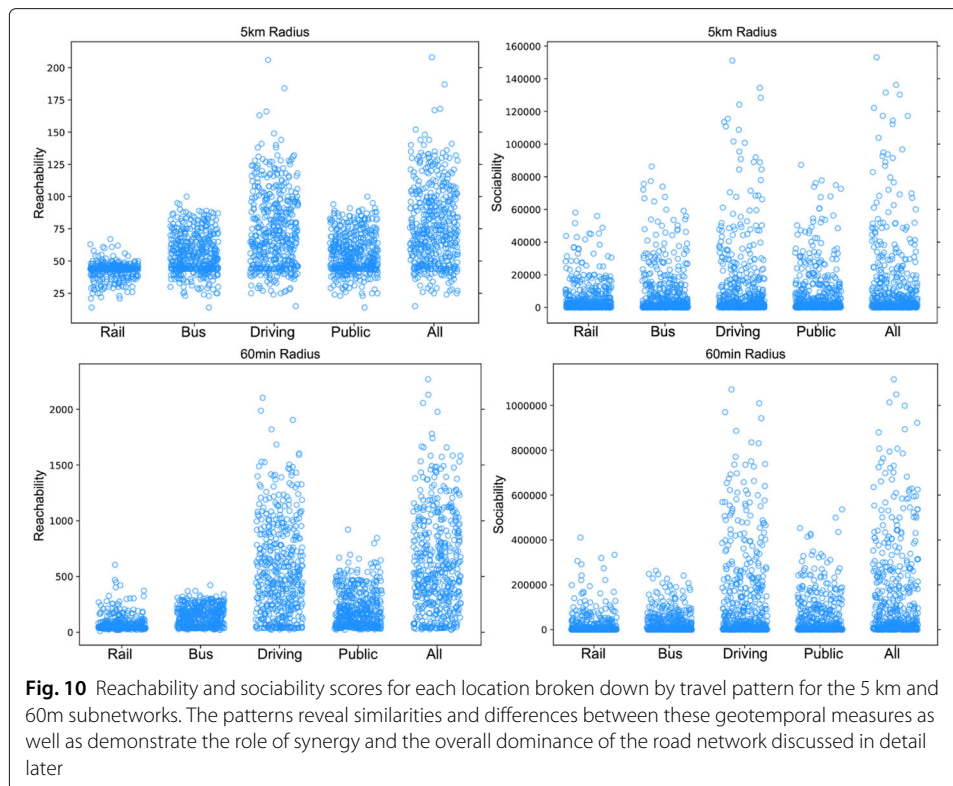 5km Radius
200
175
150
125
100
75
50
25
Reachability
Rail Bus Driving Public All
5km Radius
160000
140000
120000
100000
80000
60000
40000
20000
0
Sociability
Rail Bus Driving Public All
60min Radius
2000
1500
1000
500
0
Reachability
Rail Bus Driving Public All
60min Radius
1000000
800000
600000
400000
200000
0
Sociability
Rail Bus Driving Public All
Fig. 10 Reachability and sociability scores for each location broken down by travel pattern for the 5 km and
60m subnetworks. The patterns reveal similarities and differences between these geotemporal measures as
well as demonstrate the role of synergy and the overall dominance of the road network discussed in detail
later